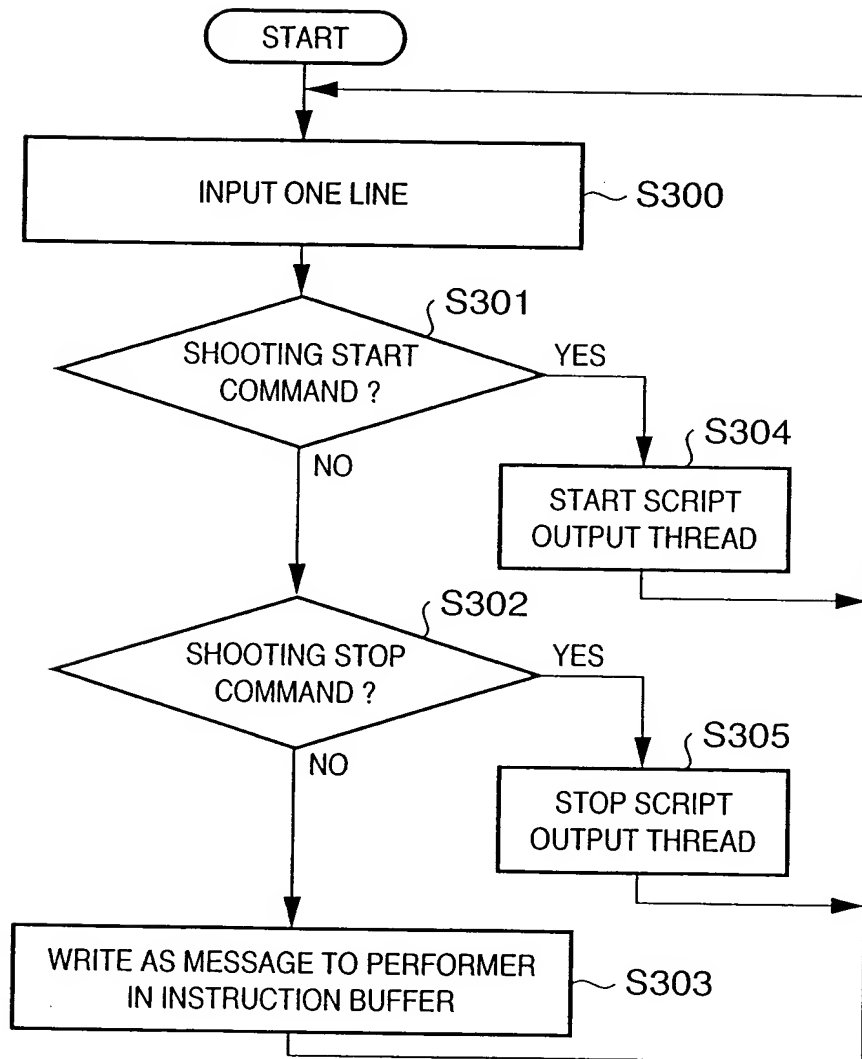 START
INPUT ONE LINE
S300
S301
SHOOTING START
COMMAND ?
YES
NO
S304
START SCRIPT
OUTPUT THREAD
S302
SHOOTING STOP
COMMAND ?
YES
NO
S305
STOP SCRIPT
OUTPUT THREAD
WRITE AS MESSAGE TO PERFORMER
IN INSTRUCTION BUFFER
S303